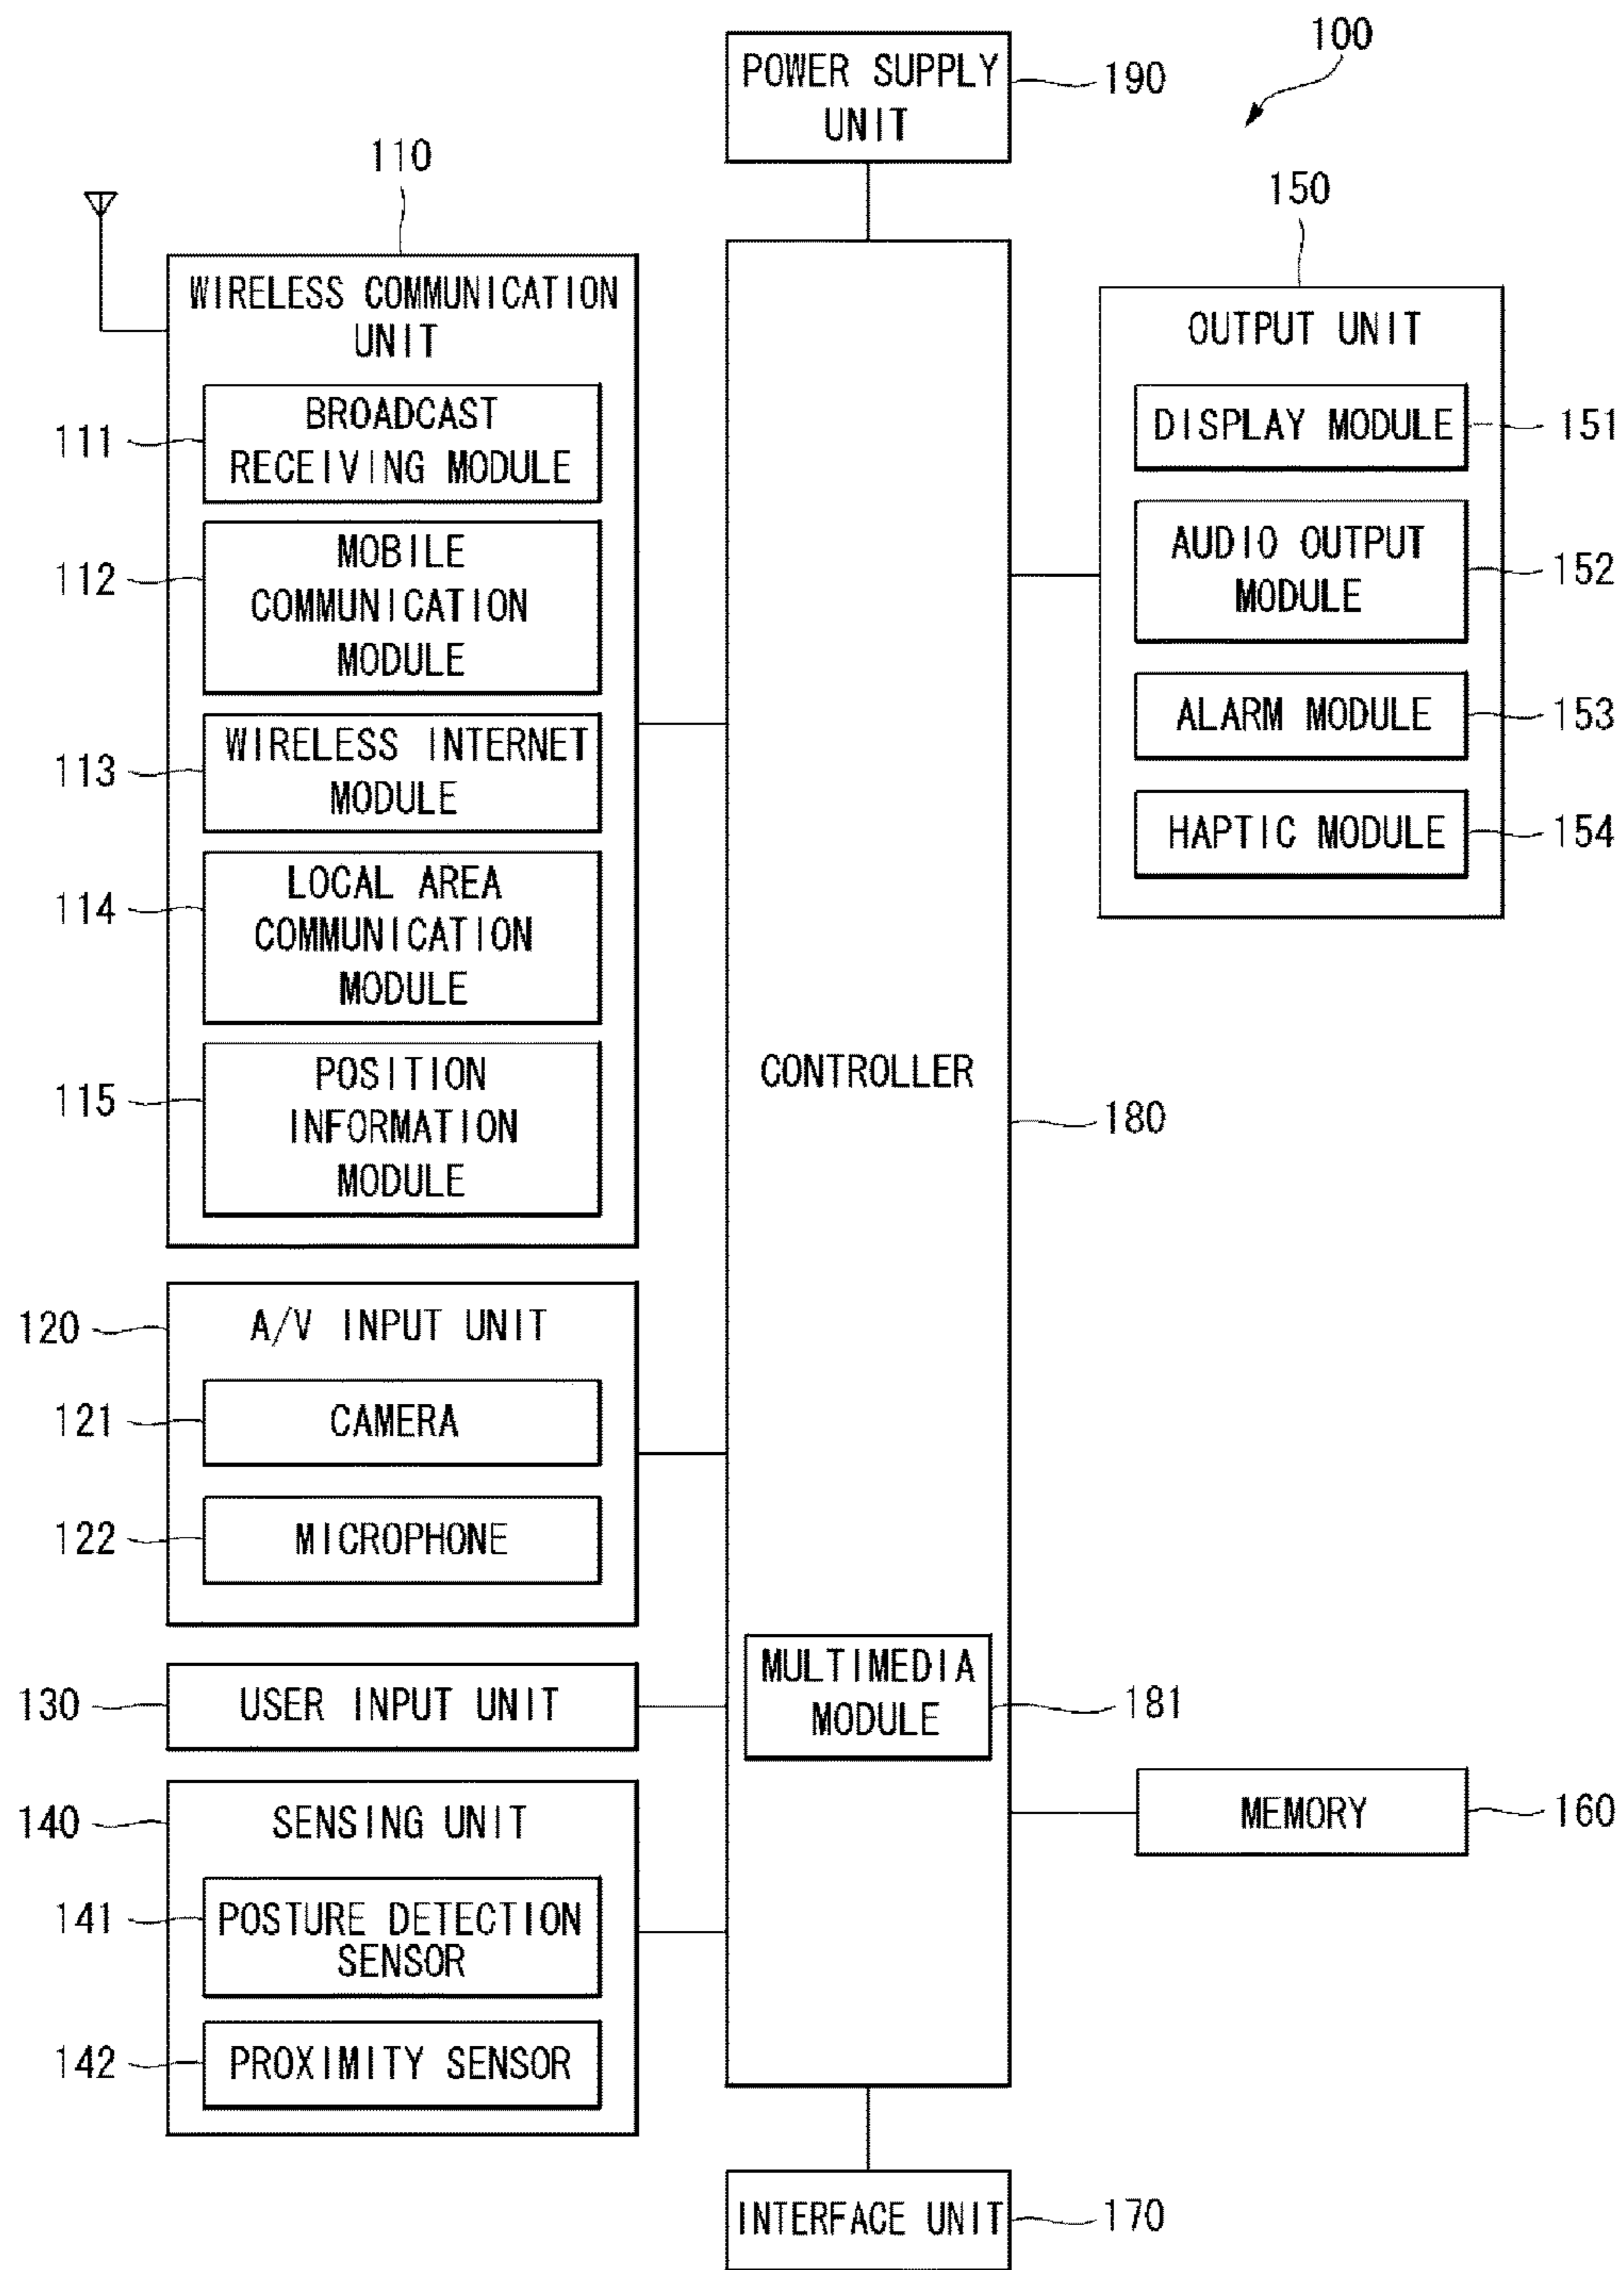 100
POWER SUPPLY
UNIT
190
110
150
WIRELESS COMMUNICATION
UNIT
BROADCAST
RECEIVING MODULE
111
MOBILE
COMMUNICATION
MODULE
112
WIRELESS INTERNET
MODULE
113
LOCAL AREA
COMMUNICATION
MODULE
114
POSITION
INFORMATION
MODULE
115
A/V INPUT UNIT
120
CAMERA
121
MICROPHONE
122
USER INPUT UNIT
130
SENSING UNIT
140
POSTURE DETECTION
SENSOR
141
PROXIMITY SENSOR
142
CONTROLLER
180
MULTIMEDIA
MODULE
181
OUTPUT UNIT
DISPLAY MODULE
151
AUDIO OUTPUT
MODULE
152
ALARM MODULE
153
HAPTIC MODULE
154
MEMORY
160
INTERFACE UNIT
170